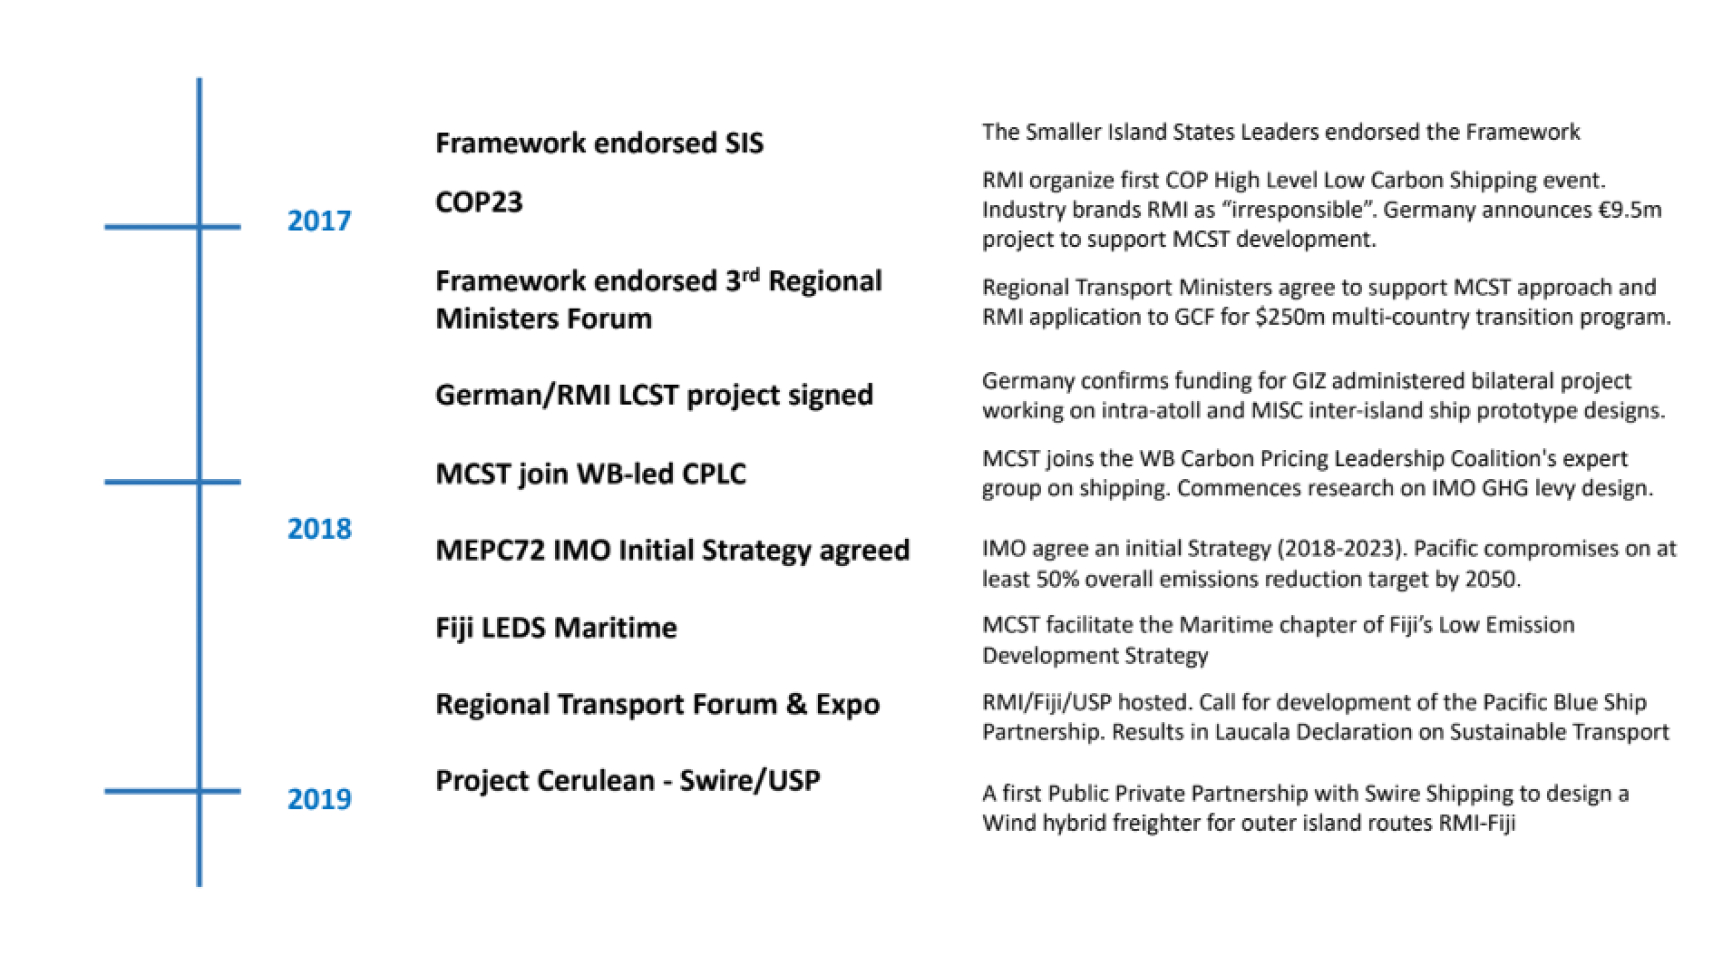 Framework endorsed SIS
The Smaller Island States Leaders endorsed the Framework
2017
COP23
RMI organize first COP High Level Low Carbon Shipping event.
Industry brands RMI as “irresponsible”. Germany announces €9.5m
project to support MCST development.
Framework endorsed 3rd Regional
Ministers Forum
Regional Transport Ministers agree to support MCST approach and
RMI application to GCF for $250m multi-country transition program.
German/RMI LCST project signed
Germany confirms funding for GIZ administered bilateral project
working on intra-atoll and MISC inter-island ship prototype designs.
MCST join WB-led CPLC
MCST joins the WB Carbon Pricing Leadership Coalition's expert
group on shipping. Commences research on IMO GHG levy design.
2018
MEPC72 IMO Initial Strategy agreed
IMO agree an initial Strategy (2018-2023). Pacific compromises on at
least 50% overall emissions reduction target by 2050.
Fiji LEDS Maritime
MCST facilitate the Maritime chapter of Fiji’s Low Emission
Development Strategy
Regional Transport Forum & Expo
RMI/Fiji/USP hosted. Call for development of the Pacific Blue Ship
Partnership. Results in Laucala Declaration on Sustainable Transport
2019
Project Cerulean - Swire/USP
A first Public Private Partnership with Swire Shipping to design a
Wind hybrid freighter for outer island routes RMI-Fiji